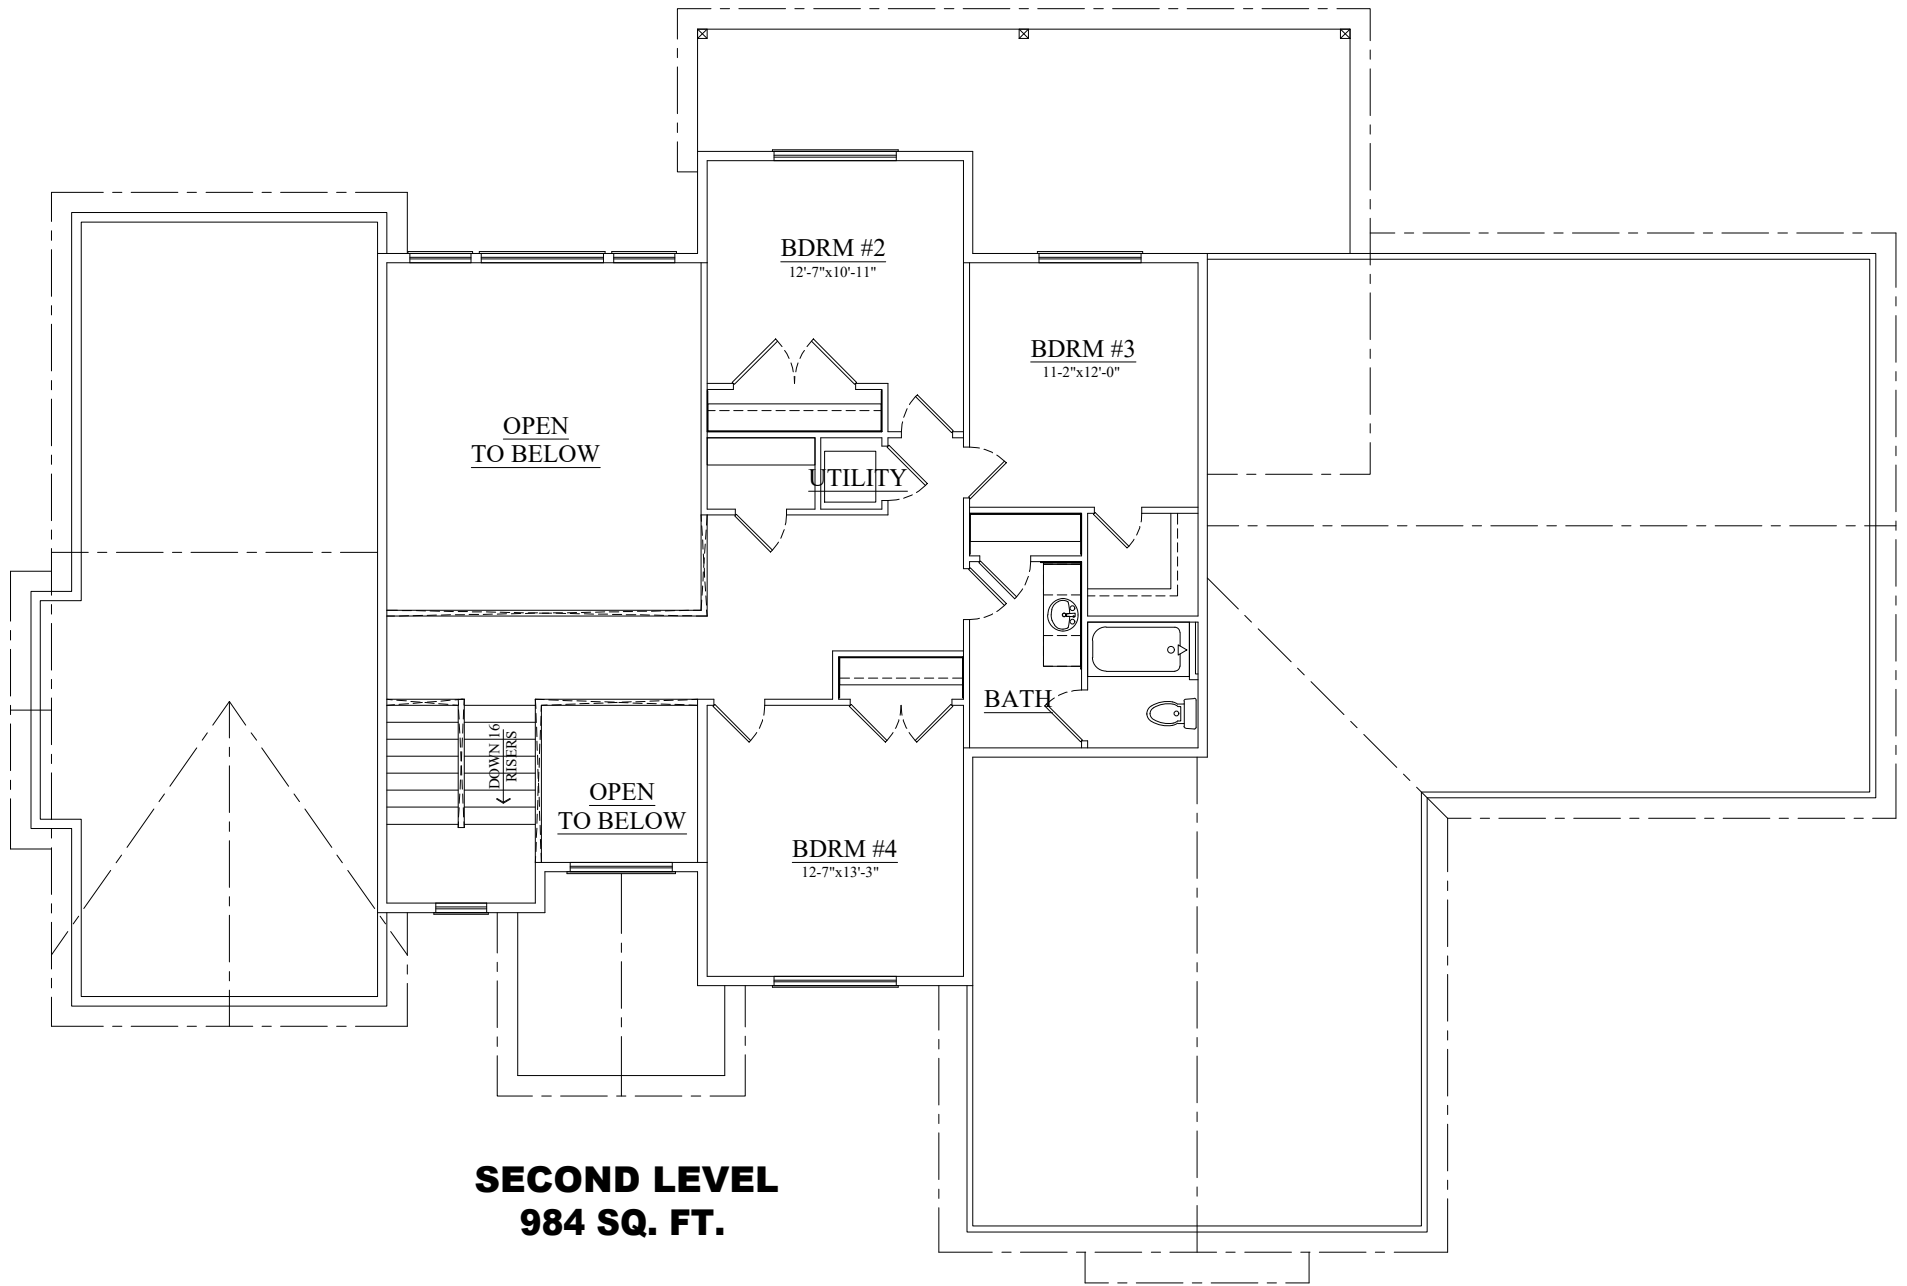 BDRM #2
12'-7"x10'-11"
BDRM #3
11-2"x12'-0"
OPEN
TO BELOW
UTILITY
BATH
DOWN 16
RISERS
OPEN
TO BELOW
BDRM #4
12-7"x13'-3"
SECOND LEVEL
984 SQ. FT.